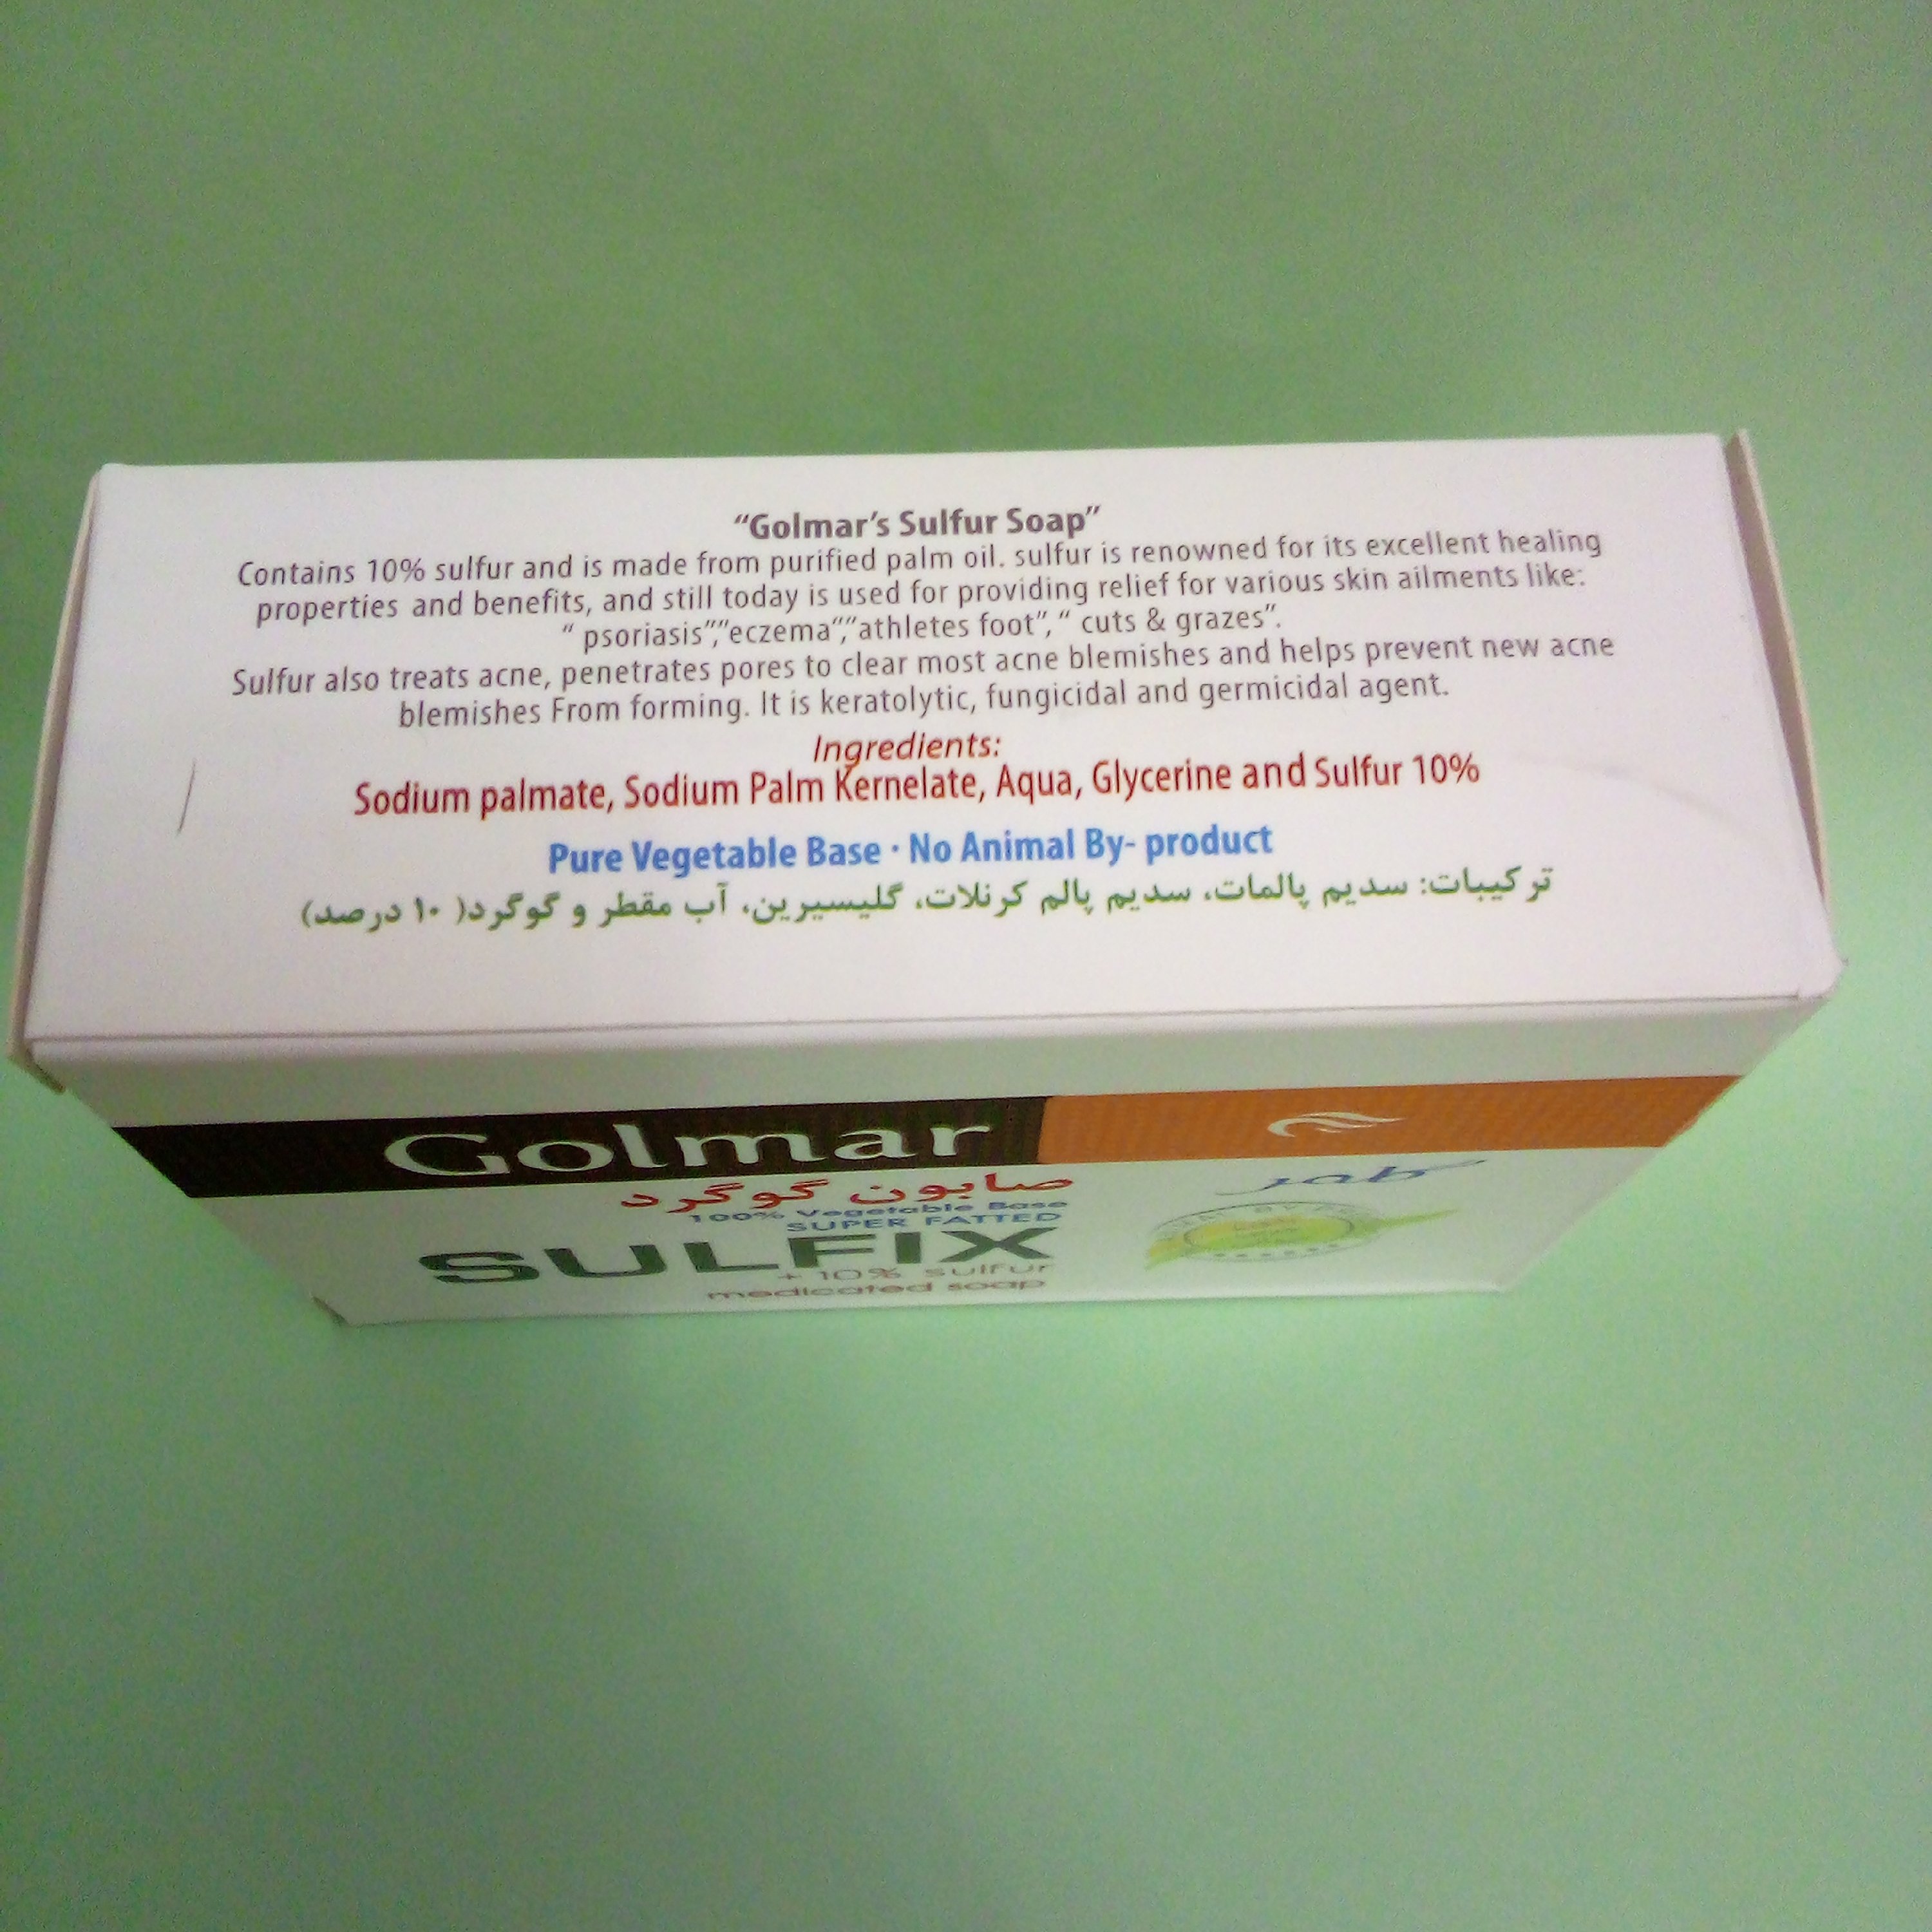 “Golmar’s Sulfur Soap”
Contains 10% sulfur and is made from purified palm oil. sulfur is renowned for its excellent healing
properties and benefits, and still today is used for providing relief for various skin ailments like:
“ psoriasis”,”eczema”,”athletes foot”, “ cuts & grazes”.
Sulfur also treats acne, penetrates pores to clear most acne blemishes and helps prevent new acne
blemishes From forming. It is keratolytic, fungicidal and germicidal agent.
Ingredients:
Sodium palmate, Sodium Palm Kernelate, Aqua, Glycerine and Sulfur 10%
Pure Vegetable Base · No Animal By- product
ترکیبات: سدیم پالمات، سدیم پالم کرنلات، گلیسیرین، آب مقطر و گوگرد( ۱۰ درصد)
Golmar
صابون گوگرد
100% Vegetable Base
SUPER FATTED
SULFIX
+ 10% sulfur
medicated soap